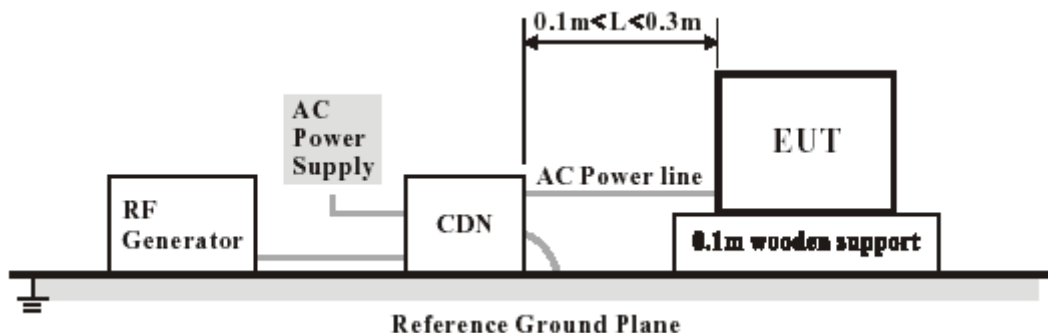 0.1m<L<0.3m
AC
Power
Supply
EUT
AC Power line
RF
Generator
CDN
0.1m wooden support
Reference Ground Plane